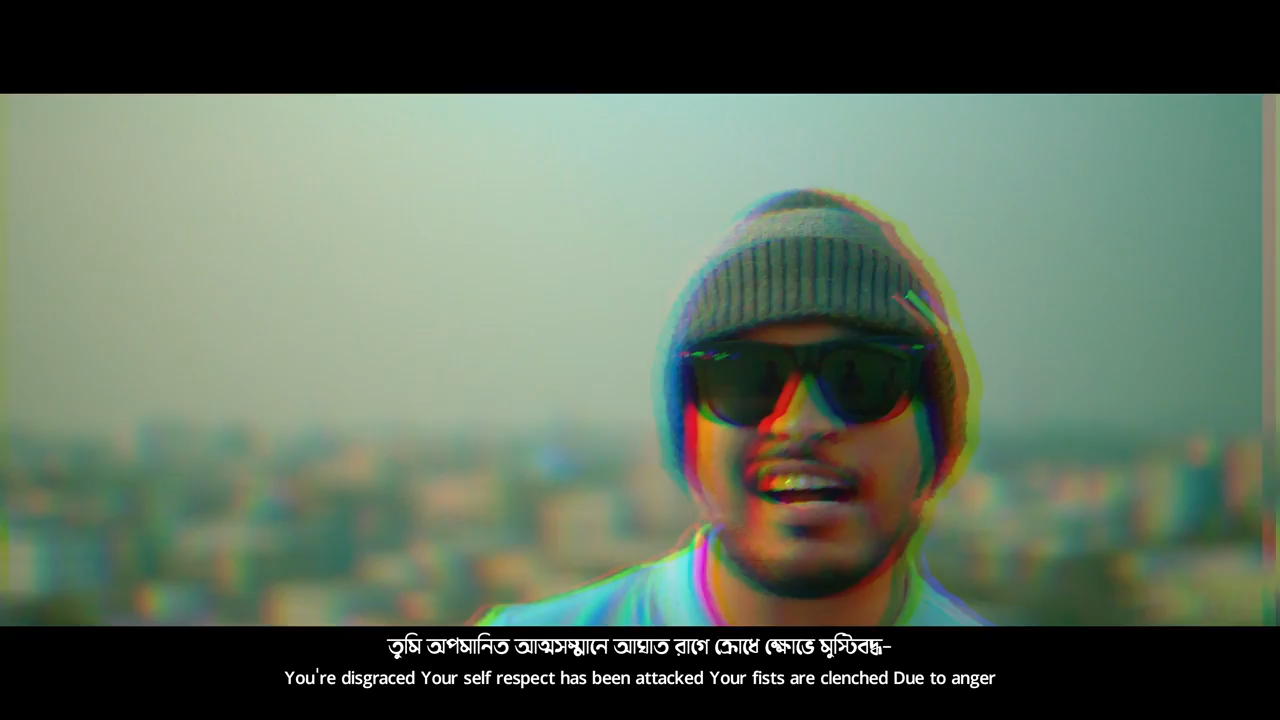 তুমি অপমানিত আত্মসম্মানে আঘাত রাগে ক্রোধে ক্ষোভে মুস্টিবদ্ধ-
You're disgraced Your self respect has been attacked Your fists are clenched Due to anger